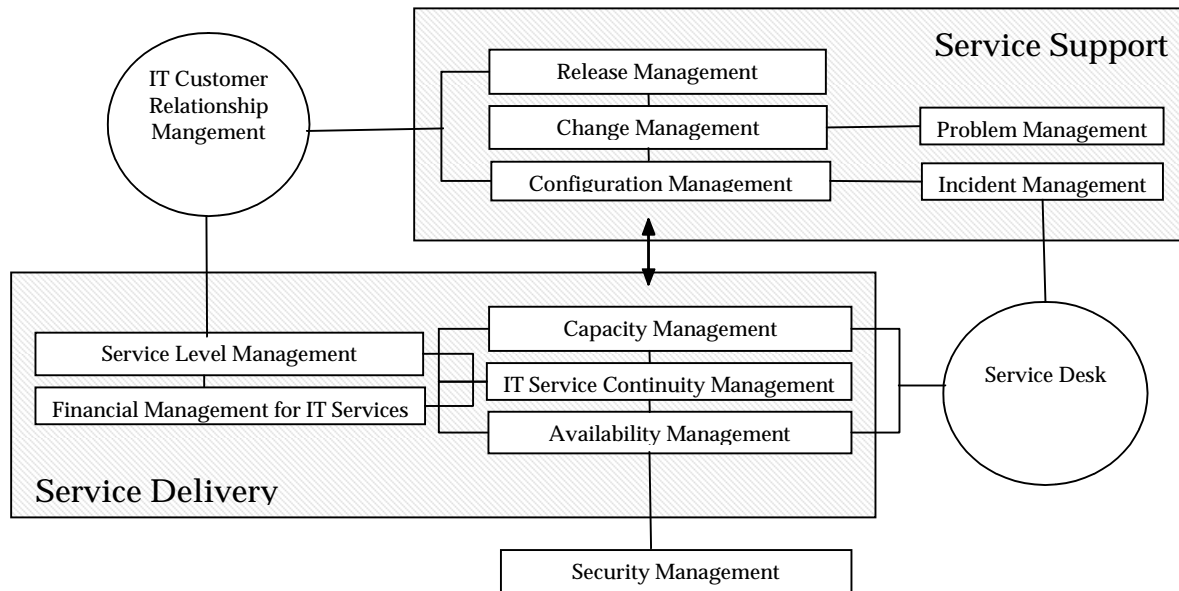 Service Support
IT Customer
Relationship
Mangement
Release Management
Change Management
Problem Management
Configuration Management
Incident Management
Capacity Management
Service Level Management
IT Service Continuity Management
Service Desk
Financial Management for IT Services
Availability Management
Service Delivery
Security Management